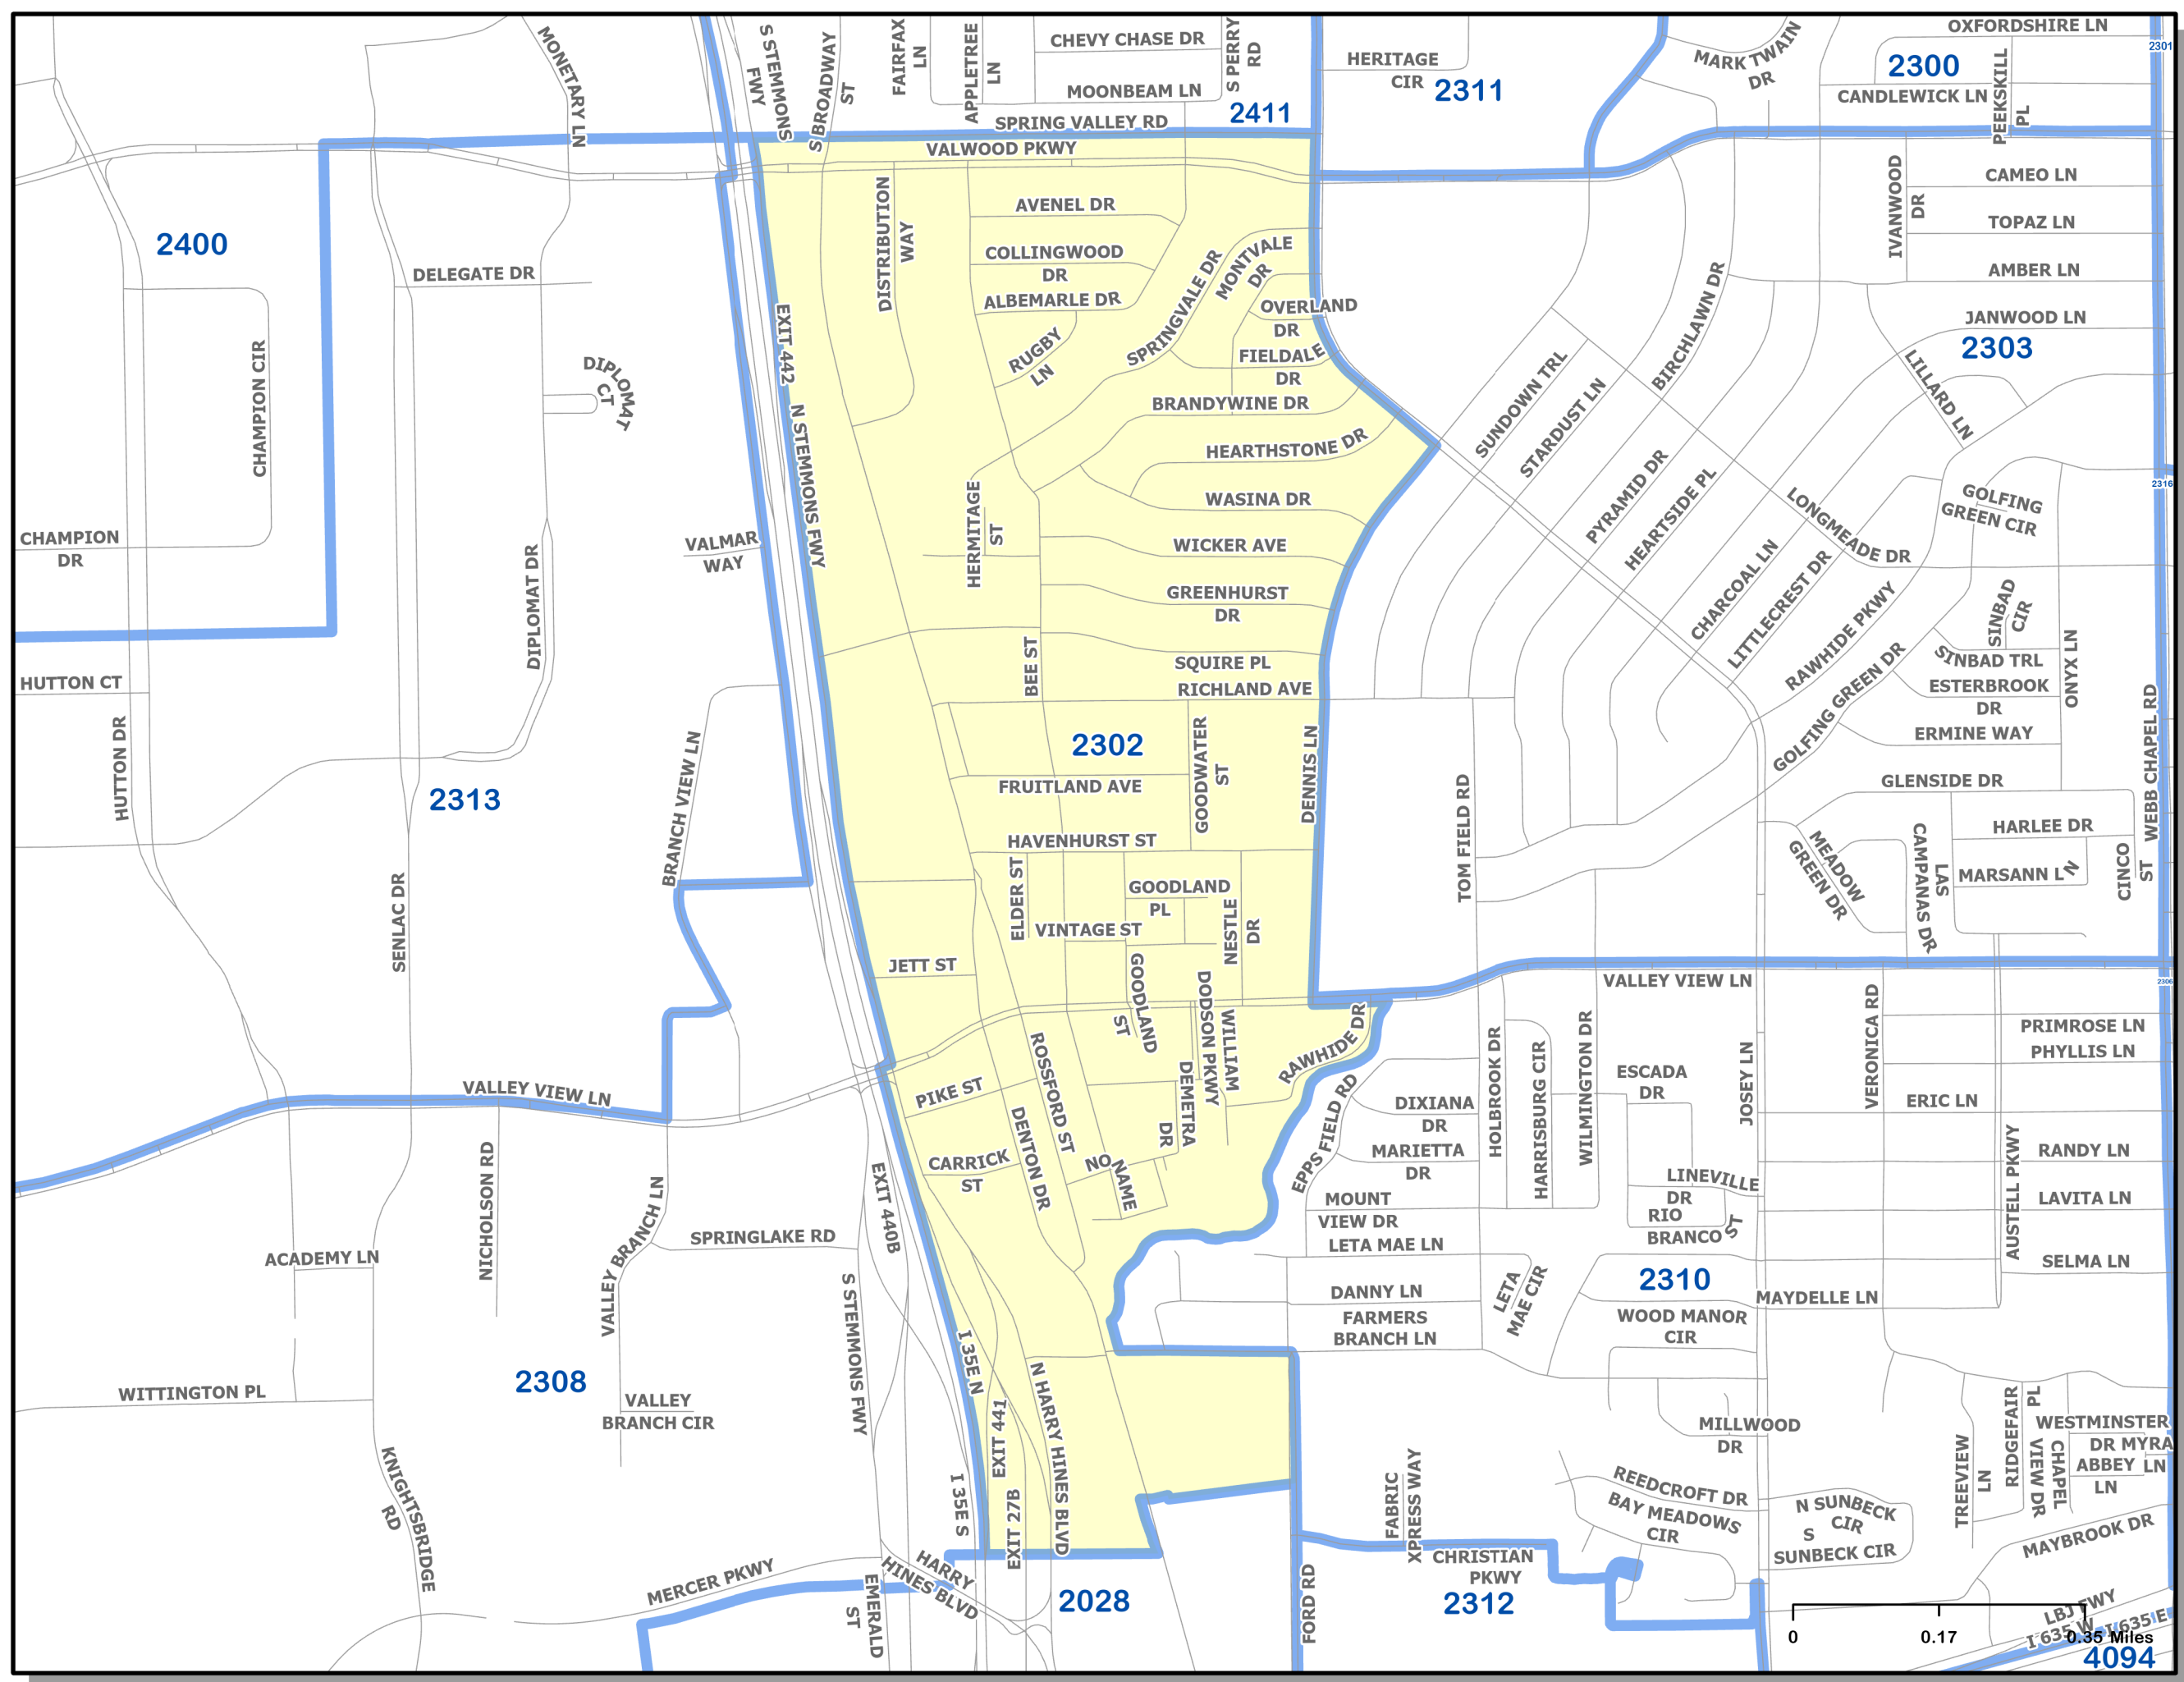 OXFORDSHIRE LN
2301
MONETARY LN
S STEMMONS
FWY
S BROADWAY
ST
FAIRFAX
LN
APPLETREE
LN
CHEVY CHASE DR
S PERRY
RD
MOONBEAM LN
2411
SPRING VALLEY RD
HERITAGE
CIR
2311
MARK TWAIN
DR
2300
CANDLEWICK LN
PEEKSKILL
PL
VALWOOD PKWY
2400
DELEGATE DR
DISTRIBUTION
WAY
AVENEL DR
COLLINGWOOD
DR
ALBEMARLE DR
RUGBY
LN
SPRINGVALE DR
MONTVALE
DR
OVERLAND
DR
FIELDALE
DR
BRANDYWINE DR
HEARTHSTONE DR
WASINA DR
WICKER AVE
GREENHURST
DR
SQUIRE PL
RICHLAND AVE
IVANWOOD
DR
CAMEO LN
TOPAZ LN
AMBER LN
JANWOOD LN
2303
LILLARD LN
BIRCHLAWN DR
SUNDOWN TRL
STARDUST LN
PYRAMID DR
HEARTSIDE PL
LONGMEADE DR
CHARCOAL LN
LITTLECREST DR
RAWHIDE PKWY
GOLFING GREEN DR
GOLFING
GREEN CIR
2316
SINBAD
CIR
SINBAD TRL
ESTERBROOK
DR
ERMINE WAY
ONYX LN
WEBB CHAPEL RD
GLENSIDE DR
HARLEE DR
MARSANN LN
CINCO
ST
LAS
CAMPANAS DR
MEADOW
GREEN DR
CHAMPION CIR
CHAMPION
DR
DIPLOMAT
CT
DIPLOMAT DR
EXIT 442
N STEMMONS FWY
VALMAR
WAY
HERMITAGE
ST
BEE ST
HUTTON CT
HUTTON DR
2313
SENLAC DR
BRANCH VIEW LN
2302
FRUITLAND AVE
GOODWATER
ST
DENNIS LN
TOM FIELD RD
HAVENHURST ST
ELDER ST
GOODLAND
PL
VINTAGE ST
NESTLE
DR
JETT ST
GOODLAND
ST
DODSON PKWY
WILLIAM
RAWHIDE DR
VALLEY VIEW LN
2306
VALLEY VIEW LN
PIKE ST
ROSSFORD ST
DENTON DR
DEMETRA
DR
CARRICK
ST
NO
NAME
EPPS FIELD RD
DIXIANA
DR
MARIETTA
DR
MOUNT
VIEW DR
LETA MAE LN
DANNY LN
FARMERS
BRANCH LN
LETA
MAE CIR
HOLBROOK DR
HARRISBURG CIR
WILMINGTON DR
ESCADA
DR
LINEVILLE
DR
RIO
BRANCO
ST
2310
WOOD MANOR
CIR
MAYDELLE LN
JOSEY LN
VERONICA RD
PRIMROSE LN
PHYLLIS LN
ERIC LN
RANDY LN
LAVITA LN
SELMA LN
AUSTELL PKWY
NICHOLSON RD
ACADEMY LN
VALLEY BRANCH LN
SPRINGLAKE RD
EXIT 440B
S STEMMONS FWY
2308
WITTINGTON PL
VALLEY
BRANCH CIR
KNIGHTSBRIDGE
RD
I 35E N
I 35E S
EXIT 441
EXIT 27B
N HARRY HINES BLVD
MERCER PKWY
HARRY
HINES BLVD
EMERALD
ST
2028
FORD RD
FABRIC
XPRESS WAY
CHRISTIAN
PKWY
2312
MILLWOOD
DR
REEDCROFT DR
BAY MEADOWS
CIR
N SUNBECK
CIR
S
SUNBECK CIR
TREEVIEW
LN
RIDGEFAIR
PL
CHAPEL
VIEW DR
WESTMINSTER
DR
MYRA
LN
ABBEY
LN
MAYBROOK DR
LBJ FWY
I 635 W
I 635 E
0
0.17
0.35 Miles
4094